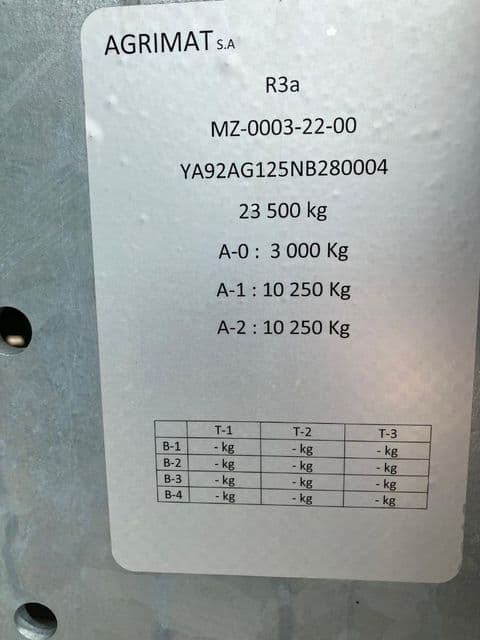 AGRIMAT S.A
R3a
MZ-0003-22-00
YA92AG125NB280004
23 500 kg
A-0 : 3 000 Kg
A-1 : 10 250 Kg
A-2 : 10 250 Kg
T-1 T-2 T-3
B-1 - kg - kg - kg
B-2 - kg - kg - kg
B-3 - kg - kg - kg
B-4 - kg - kg - kg